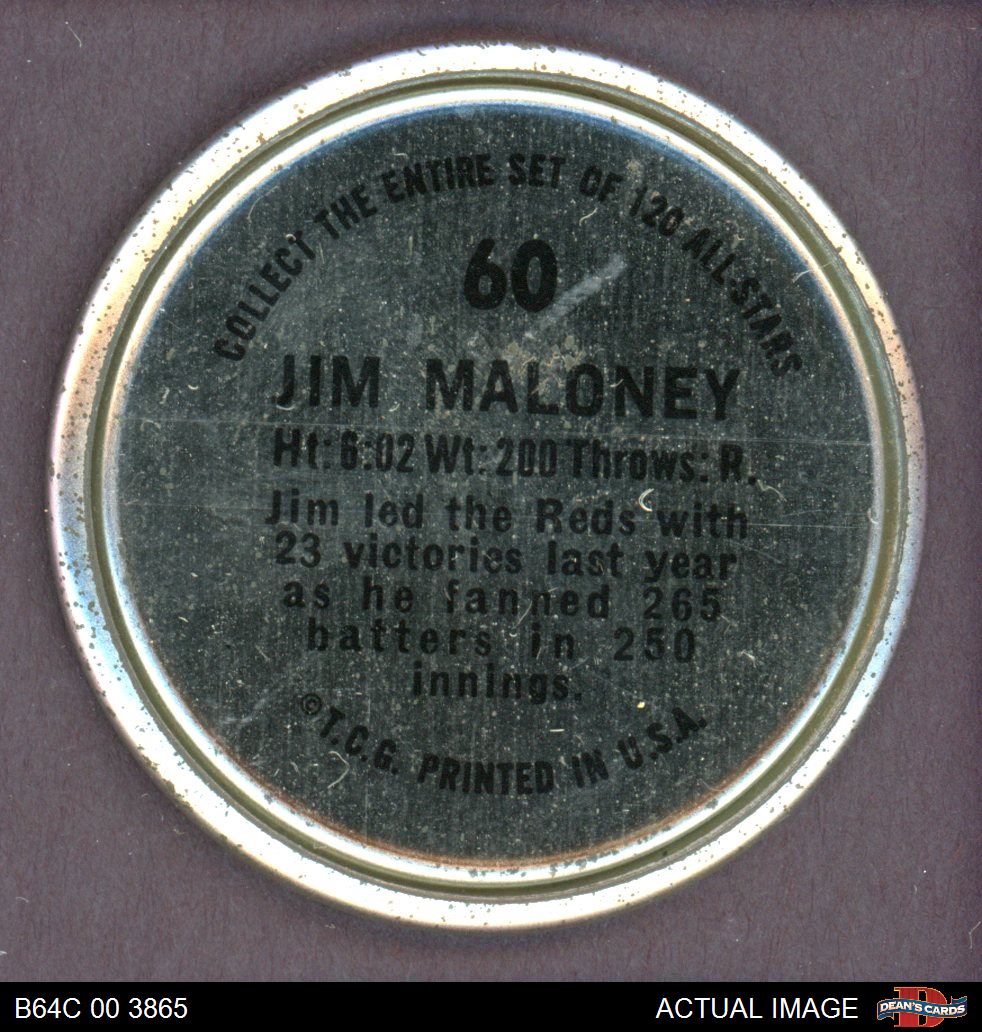 COLLECT THE ENTIRE SET OF 120 ALL-STARS
60
JIM MALONEY
Ht: 6:02 Wt: 200 Throws: R.
Jim led the Reds with
23 victories last year
as he fanned 265
batters in 250
innings.
© T.C.G. PRINTED IN U.S.A.
B64C 00 3865
ACTUAL IMAGE
D
DEAN'S CARDS